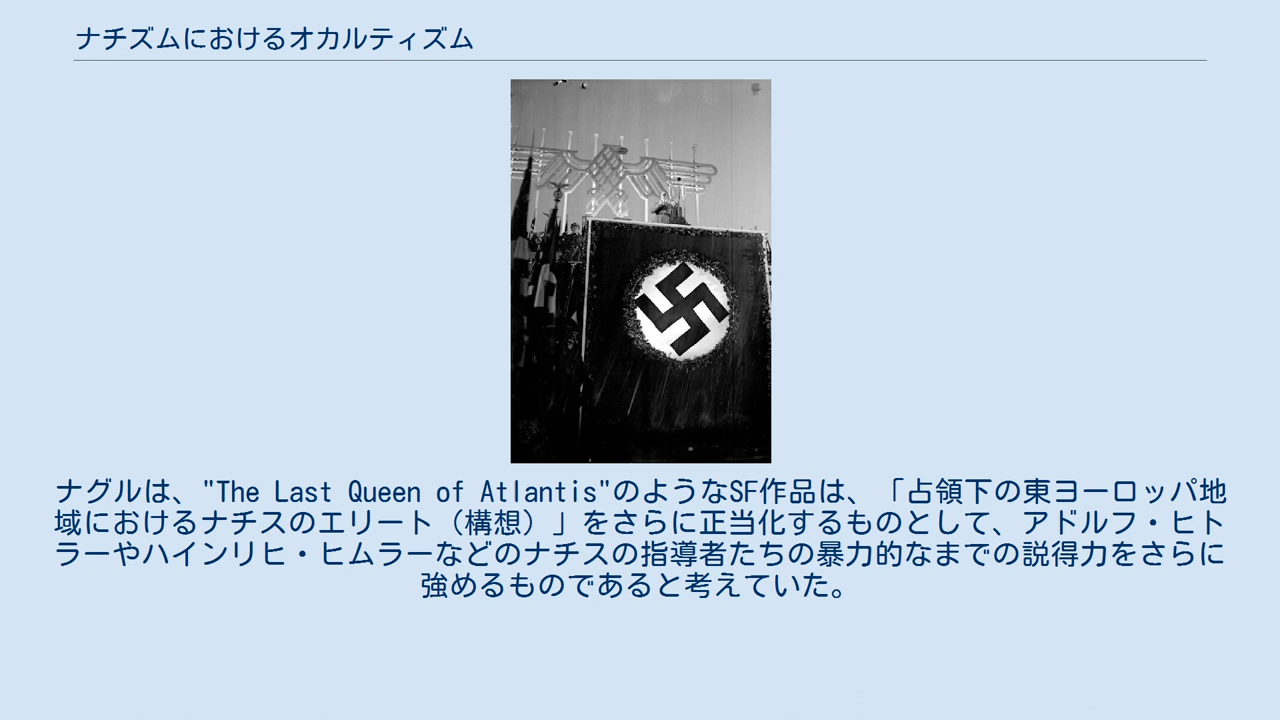 ナチズムにおけるオカルティズム
ナグルは、"The Last Queen of Atlantis"のようなSF作品は、「占領下の東ヨーロッパ地
域におけるナチスのエリート（構想）」をさらに正当化するものとして、アドルフ・ヒト
ラーやハインリヒ・ヒムラーなどのナチスの指導者たちの暴力的なまでの説得力をさらに
強めるものであると考えていた。